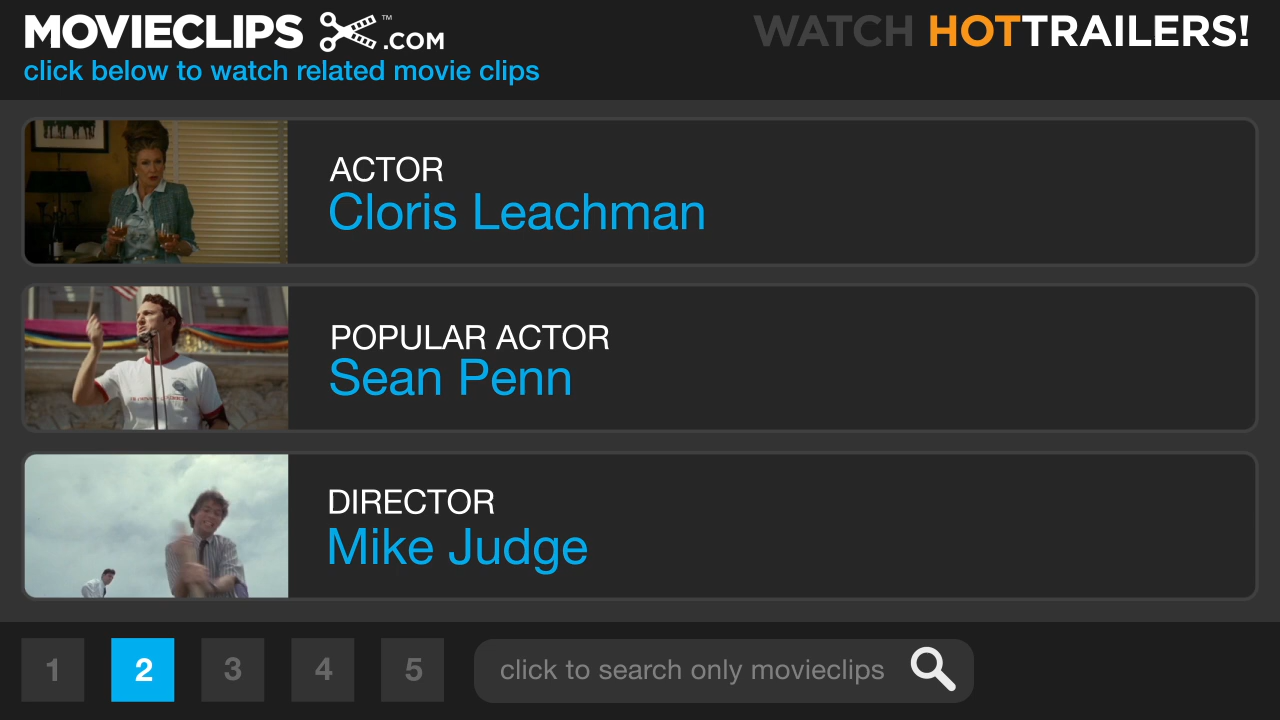 MOVIECLIPS ™ .COM
WATCH HOTTRAILERS!
click below to watch related movie clips
ACTOR
Cloris Leachman
POPULAR ACTOR
Sean Penn
DIRECTOR
Mike Judge
1 2 3 4 5
click to search only movieclips